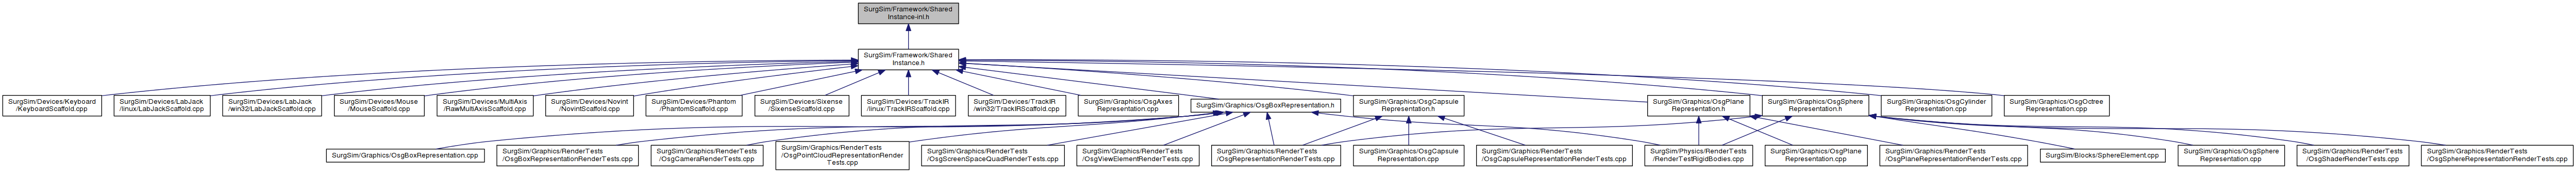 SurgSim/Framework/Shared
Instance-inl.h
SurgSim/Framework/Shared
Instance.h
SurgSim/Devices/Keyboard
/KeyboardScaffold.cpp
SurgSim/Devices/LabJack
/linux/LabJackScaffold.cpp
SurgSim/Devices/LabJack
/win32/LabJackScaffold.cpp
SurgSim/Devices/Mouse
/MouseScaffold.cpp
SurgSim/Devices/MultiAxis
/RawMultiAxisScaffold.cpp
SurgSim/Devices/Novint
/NovintScaffold.cpp
SurgSim/Devices/Phantom
/PhantomScaffold.cpp
SurgSim/Devices/Sixense
/SixenseScaffold.cpp
SurgSim/Devices/TrackIR
/linux/TrackIRScaffold.cpp
SurgSim/Devices/TrackIR
/win32/TrackIRScaffold.cpp
SurgSim/Graphics/OsgAxes
Representation.cpp
SurgSim/Graphics/OsgBoxRepresentation.h
SurgSim/Graphics/OsgCapsule
Representation.h
SurgSim/Graphics/OsgPlane
Representation.h
SurgSim/Graphics/OsgSphere
Representation.h
SurgSim/Graphics/OsgCylinder
Representation.cpp
SurgSim/Graphics/OsgOctree
Representation.cpp
SurgSim/Graphics/OsgBoxRepresentation.cpp
SurgSim/Graphics/RenderTests
/OsgBoxRepresentationRenderTests.cpp
SurgSim/Graphics/RenderTests
/OsgCameraRenderTests.cpp
SurgSim/Graphics/RenderTests
/OsgPointCloudRepresentationRender
Tests.cpp
SurgSim/Graphics/RenderTests
/OsgScreenSpaceQuadRenderTests.cpp
SurgSim/Graphics/RenderTests
/OsgViewElementRenderTests.cpp
SurgSim/Graphics/RenderTests
/OsgRepresentationRenderTests.cpp
SurgSim/Graphics/OsgCapsule
Representation.cpp
SurgSim/Graphics/RenderTests
/OsgCapsuleRepresentationRenderTests.cpp
SurgSim/Physics/RenderTests
/RenderTestRigidBodies.cpp
SurgSim/Graphics/OsgPlane
Representation.cpp
SurgSim/Graphics/RenderTests
/OsgPlaneRepresentationRenderTests.cpp
SurgSim/Blocks/SphereElement.cpp
SurgSim/Graphics/OsgSphere
Representation.cpp
SurgSim/Graphics/RenderTests
/OsgShaderRenderTests.cpp
SurgSim/Graphics/RenderTests
/OsgSphereRepresentationRenderTests.cpp